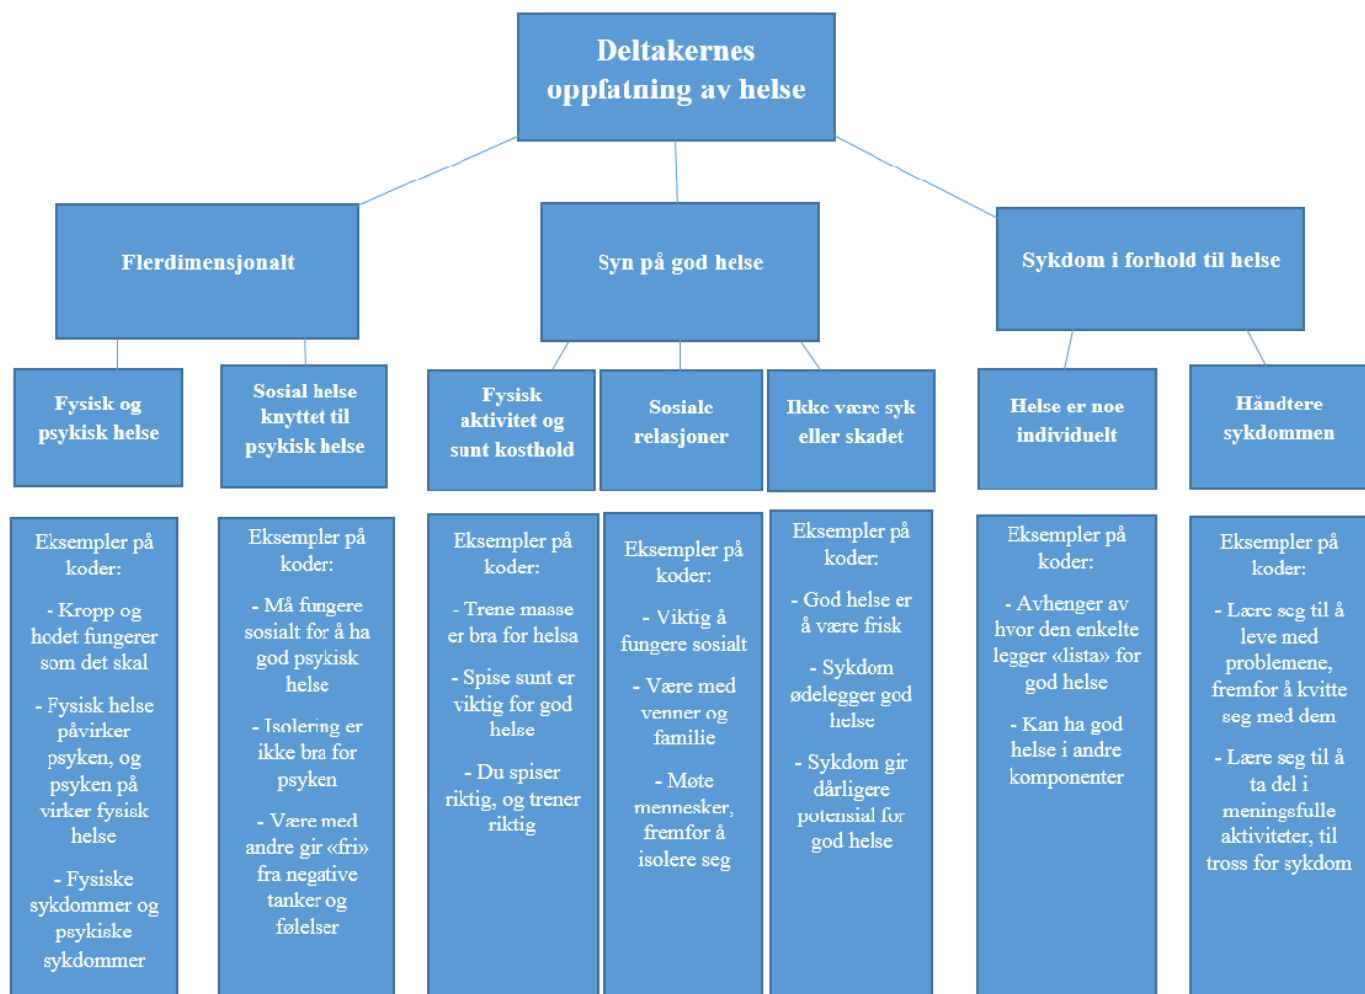 Deltakernes
oppfatning av helse
Flerdimensjonalt
Syn på god helse
Sykdom i forhold til helse
Fysisk og
psykisk helse
Sosial helse
knyttet til
psykisk helse
Fysisk
aktivitet og
sunt kosthold
Sosiale
relasjoner
Ikke være syk
eller skadet
Helse er noe
individuelt
Håndtere
sykdommen
Eksempler på
koder:
- Kropp og
hodet fungerer
som det skal
- Fysisk helse
påvirker
psyken, og
psyken på
virker fysisk
helse
- Fysiske
sykdommer og
psykiske
sykdommer
Eksempler på
koder:
- Må fungere
sosialt for å ha
god psykisk
helse
- Isolering er
ikke bra for
psyken
- Være med
andre gir «fri»
fra negative
tanker og
følelser
Eksempler på
koder:
- Trene masse
er bra for helsa
- Spise sunt er
viktig for god
helse
- Du spiser
riktig, og trener
riktig
Eksempler på
koder:
- Viktig å
fungere sosialt
- Være med
venner og
familie
- Møte
mennesker,
fremfor å
isolere seg
Eksempler på
koder:
- God helse er
å være frisk
- Sykdom
ødelegger god
helse
- Sykdom gir
dårligere
potensial for
god helse
Eksempler på
koder:
- Avhenger av
hvor den enkelte
legger «lista» for
god helse
- Kan ha god
helse i andre
komponenter
Eksempler på
koder:
- Lære seg til å
leve med
problemene,
fremfor å kvitte
seg med dem
- Lære seg til å
ta del i
meningsfulle
aktiviteter, til
tross for sykdom